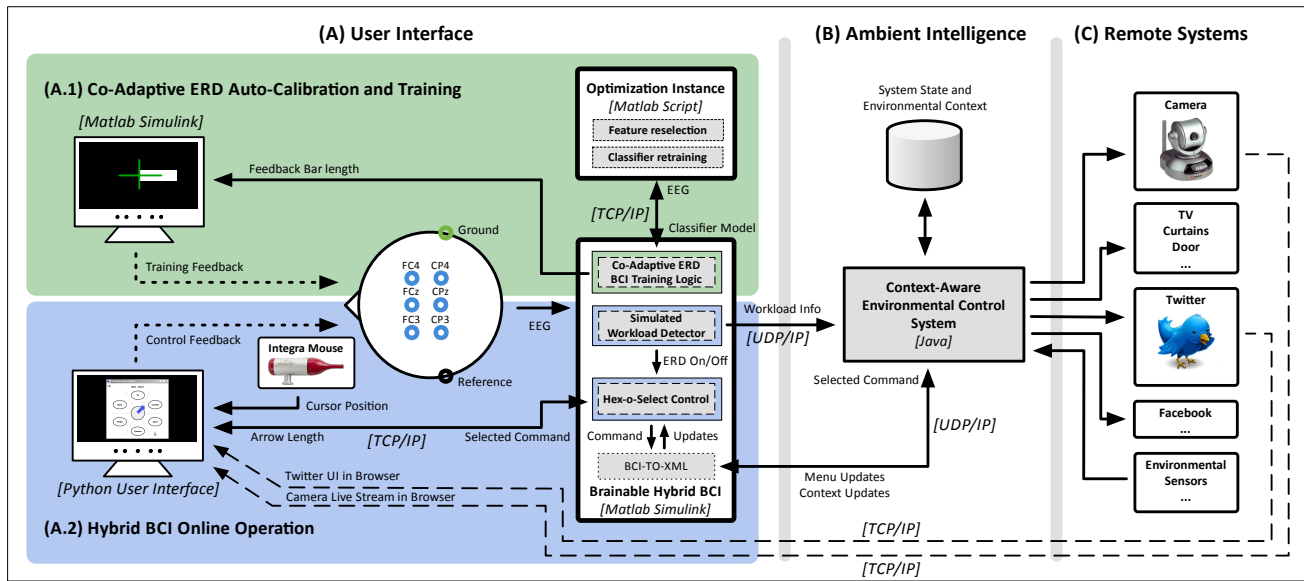 (A) User Interface
(B) Ambient Intelligence
(C) Remote Systems
(A.1) Co-Adaptive ERD Auto-Calibration and Training
[Matlab Simulink]
Optimization Instance
[Matlab Script]
Feature reselection
Classifier retraining
Feedback Bar length
EEG
[TCP/IP]
Classifier Model
Ground
Training Feedback
FC4 CP4
FCz CPz
FC3 CP3
Co-Adaptive ERD
BCI Training Logic
EEG
Simulated
Workload Detector
ERD On/Off
Control Feedback
Integra Mouse
Reference
Cursor Position
Hex-o-Select Control
Arrow Length
[TCP/IP]
Selected Command
Command
Updates
BCI-TO-XML
Brainable Hybrid BCI
[Matlab Simulink]
Twitter UI in Browser
Camera Live Stream in Browser
[Python User Interface]
(A.2) Hybrid BCI Online Operation
System State and
Environmental Context
Workload Info
[UDP/IP]
Context-Aware
Environmental Control
System
[Java]
Selected Command
[UDP/IP]
Menu Updates
Context Updates
[TCP/IP]
[TCP/IP]
Camera
TV
Curtains
Door
...
Twitter
Facebook
...
Environmental
Sensors
...